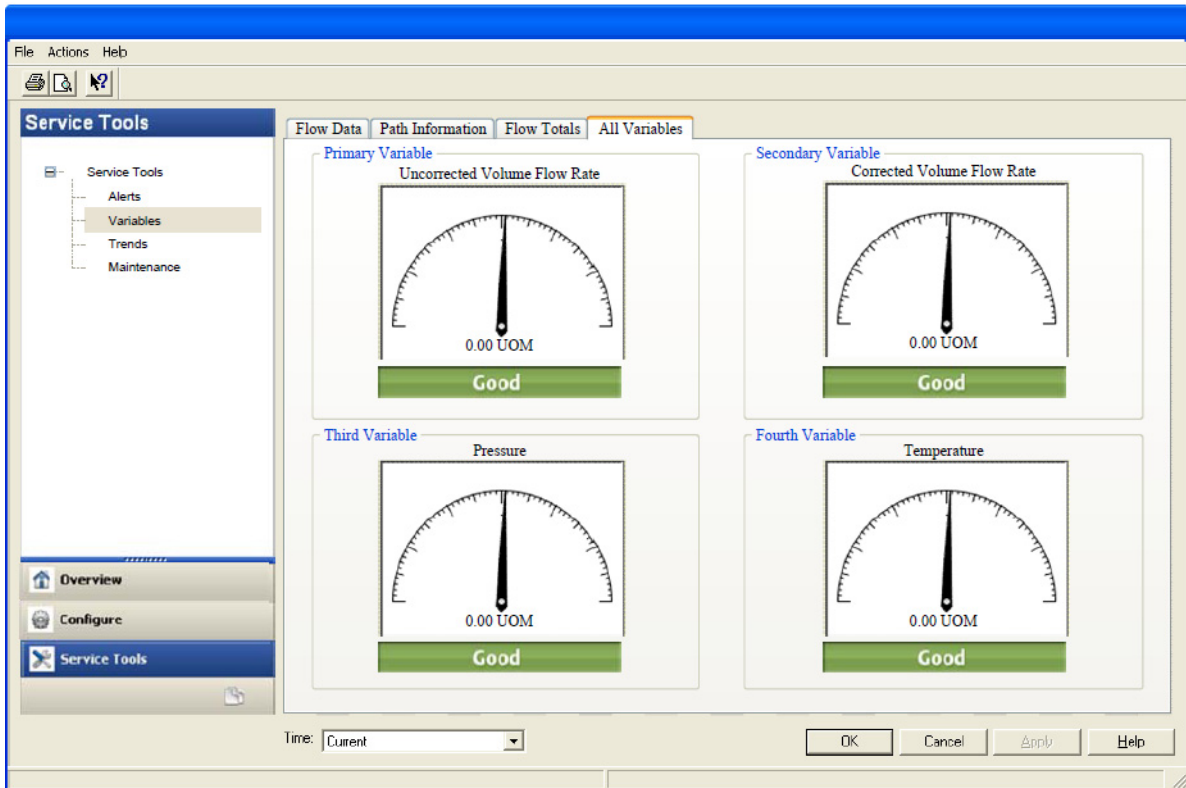 File Actions Help
Service Tools
Service Tools
Alerts
Variables
Trends
Maintenance
Overview
Configure
Service Tools
Flow Data Path Information Flow Totals All Variables
Primary Variable
Uncorrected Volume Flow Rate
0.00 UOM
Good
Secondary Variable
Corrected Volume Flow Rate
0.00 UOM
Good
Third Variable
Pressure
0.00 UOM
Good
Fourth Variable
Temperature
0.00 UOM
Good
Time: Current
OK Cancel Apply Help